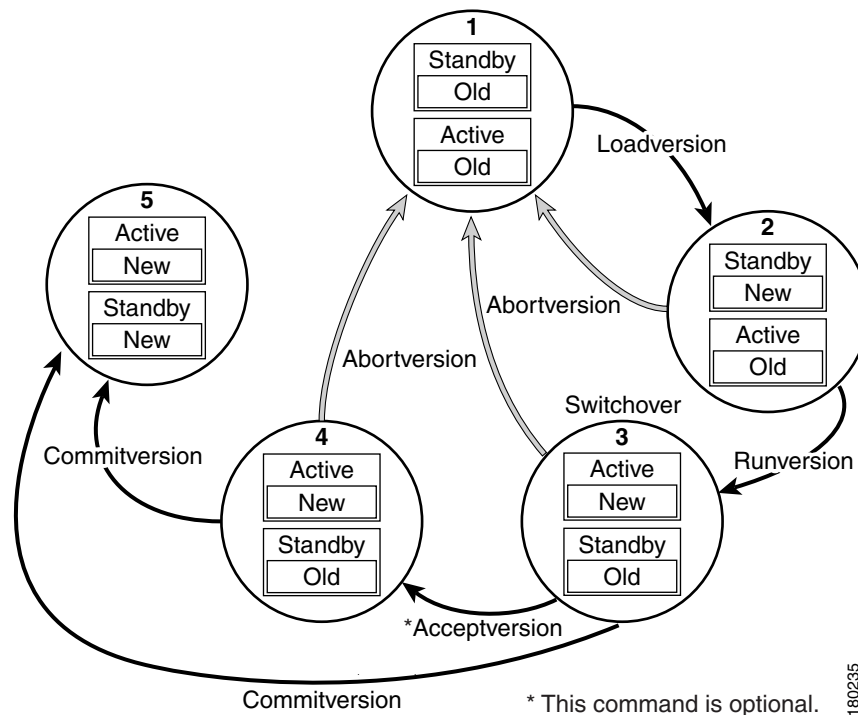 1
Standby
Old
Active
Old
Loadversion
5
Active
New
Standby
New
2
Standby
New
Active
Old
Abortversion
Abortversion
Switchover
Commitversion
4
Active
New
Standby
Old
3
Active
New
Standby
Old
Runversion
*Acceptversion
Commitversion
* This command is optional.
180235